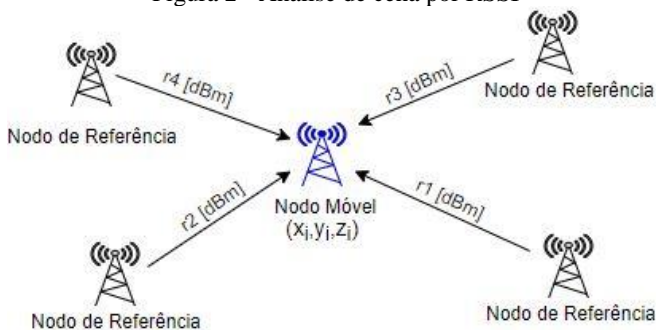 Figura 2 - Análise de cena por RSSI
r4 [dBm]
r3 [dBm]
Nodo de Referência
Nodo de Referência
r2 [dBm]
r1 [dBm]
Nodo Móvel
(xi,yi,zi)
Nodo de Referência
Nodo de Referência